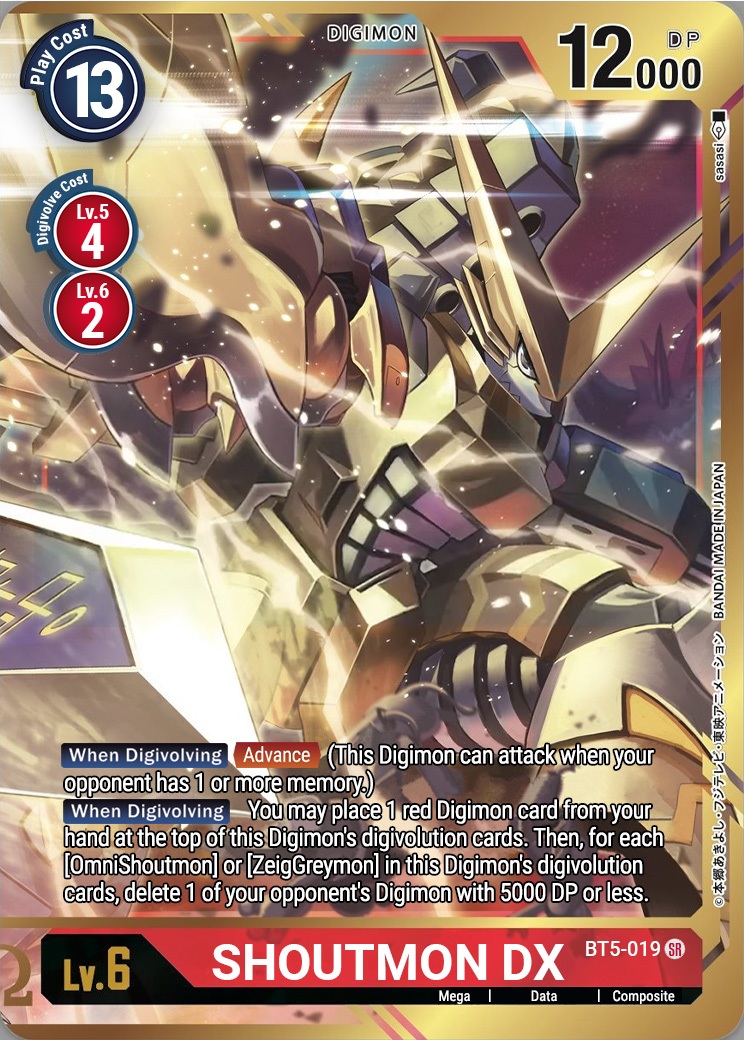 DIGIMON
Play Cost
13
12000
DP
Digivolve Cost
Lv.5
4
Lv.6
2
sasasi
When Digivolving Advance (This Digimon can attack when your
opponent has 1 or more memory.)
When Digivolving You may place 1 red Digimon card from your
hand at the top of this Digimon's digivolution cards. Then, for each
[OmniShoutmon] or [ZeigGreymon] in this Digimon's digivolution
cards, delete 1 of your opponent's Digimon with 5000 DP or less.
©本郷あきよし・フジテレビ・東映アニメーション BANDAI MADE IN JAPAN
2
Lv.6
SHOUTMON DX
BT5-019 SR
Mega | Data | Composite